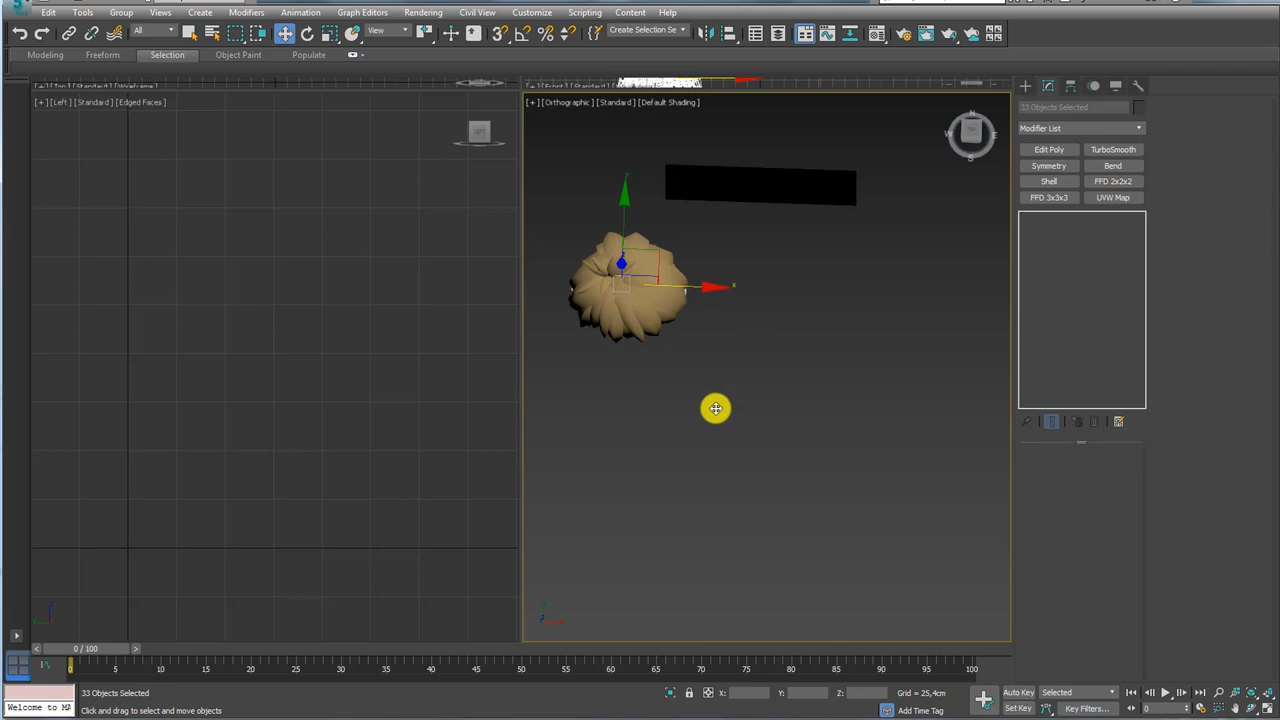 Edit Tools Group Views Create Modifiers Animation Graph Editors Rendering Civil View Customize Scripting Content Help
All
View
Create Selection Se
Modeling Freeform Selection Object Paint Populate
[+] [Left] [Standard] [Edged Faces]
LEFT
[+] [Orthographic] [Standard] [Default Shading]
N
W E
S
TOP
x
33 Objects Selected
Modifier List
Edit Poly TurboSmooth
Symmetry Bend
Shell FFD 2x2x2
FFD 3x3x3 UVW Map
0 / 100
0 5 10 15 20 25 30 35 40 45 50 55 60 65 70 75 80 85 90 95 100
33 Objects Selected
X: Y: Z: Grid = 25,4cm
Auto Key Selected
Welcome to MA
Click and drag to select and move objects
Add Time Tag
Set Key Key Filters...
0